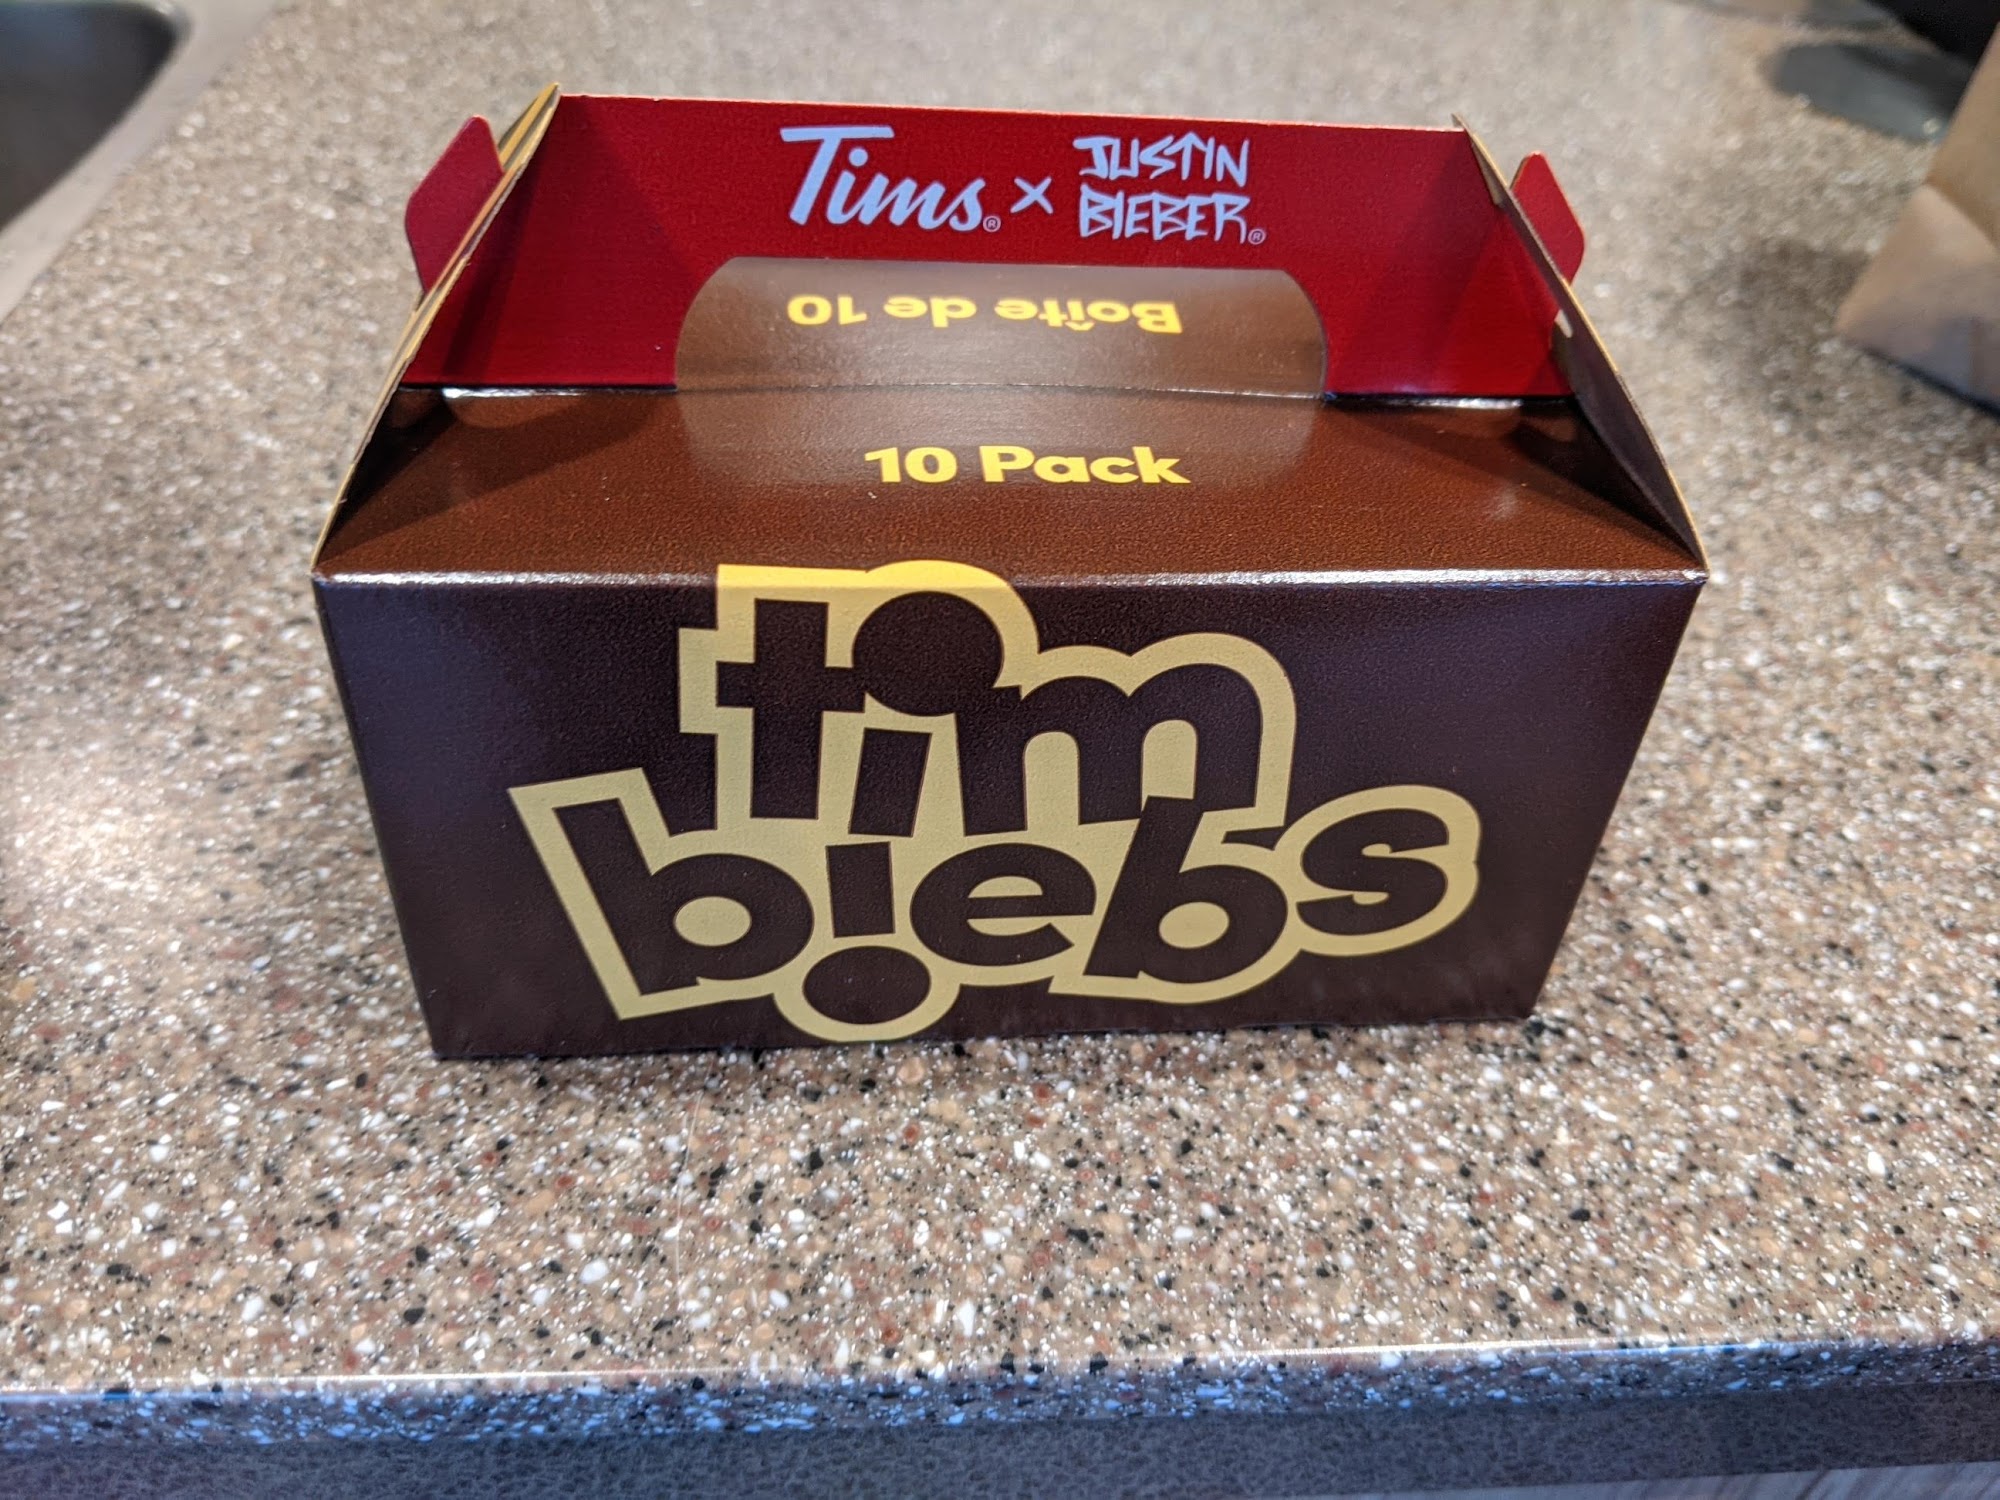 Tims® x JUSTIN BIEBER®
Boîte de 10
10 Pack
tim
biebs